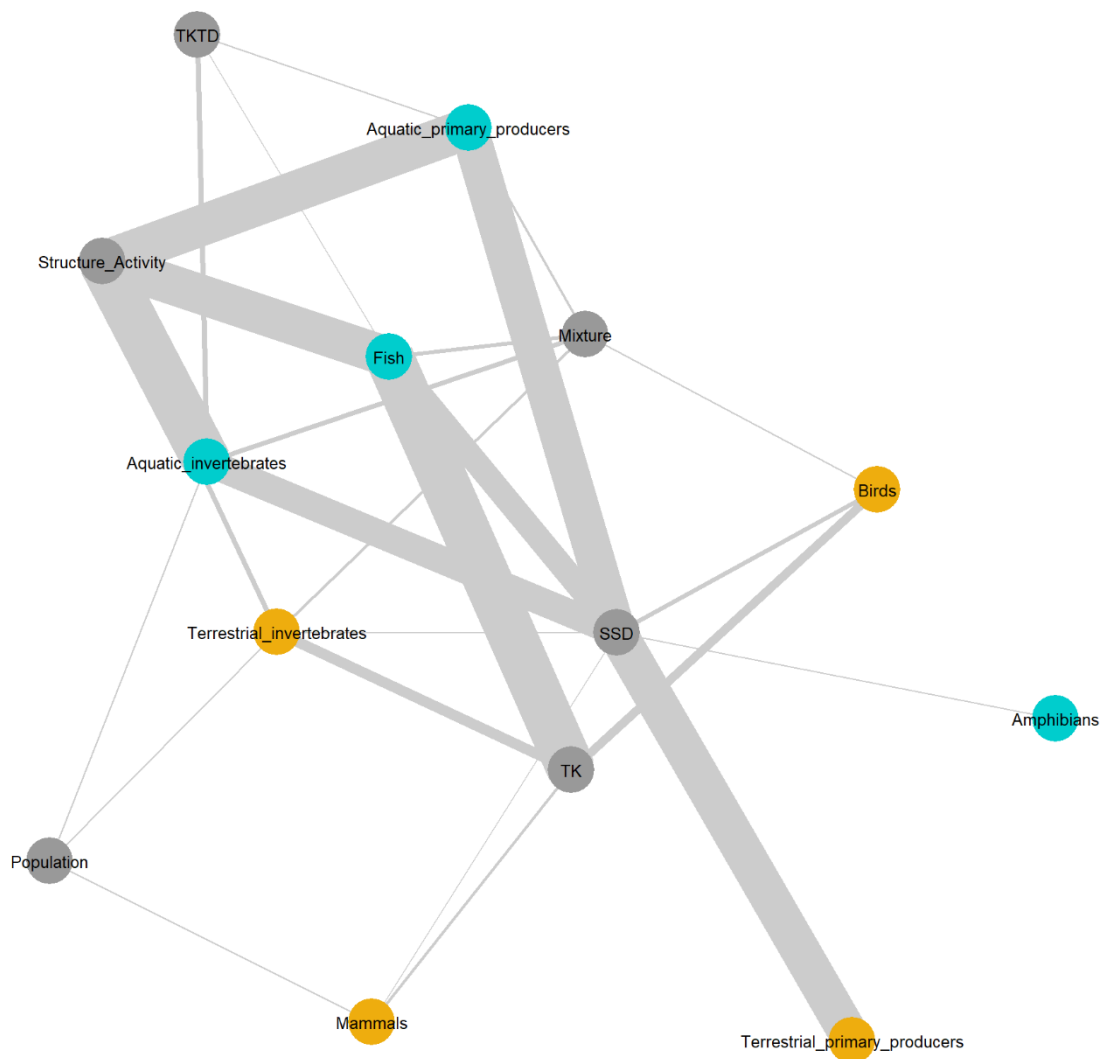 TKTD
Aquatic_primary_producers
Structure_Activity
Mixture
Fish
Aquatic_invertebrates
Birds
Terrestrial_invertebrates
SSD
Amphibians
TK
Population
Mammals
Terrestrial_primary_producers